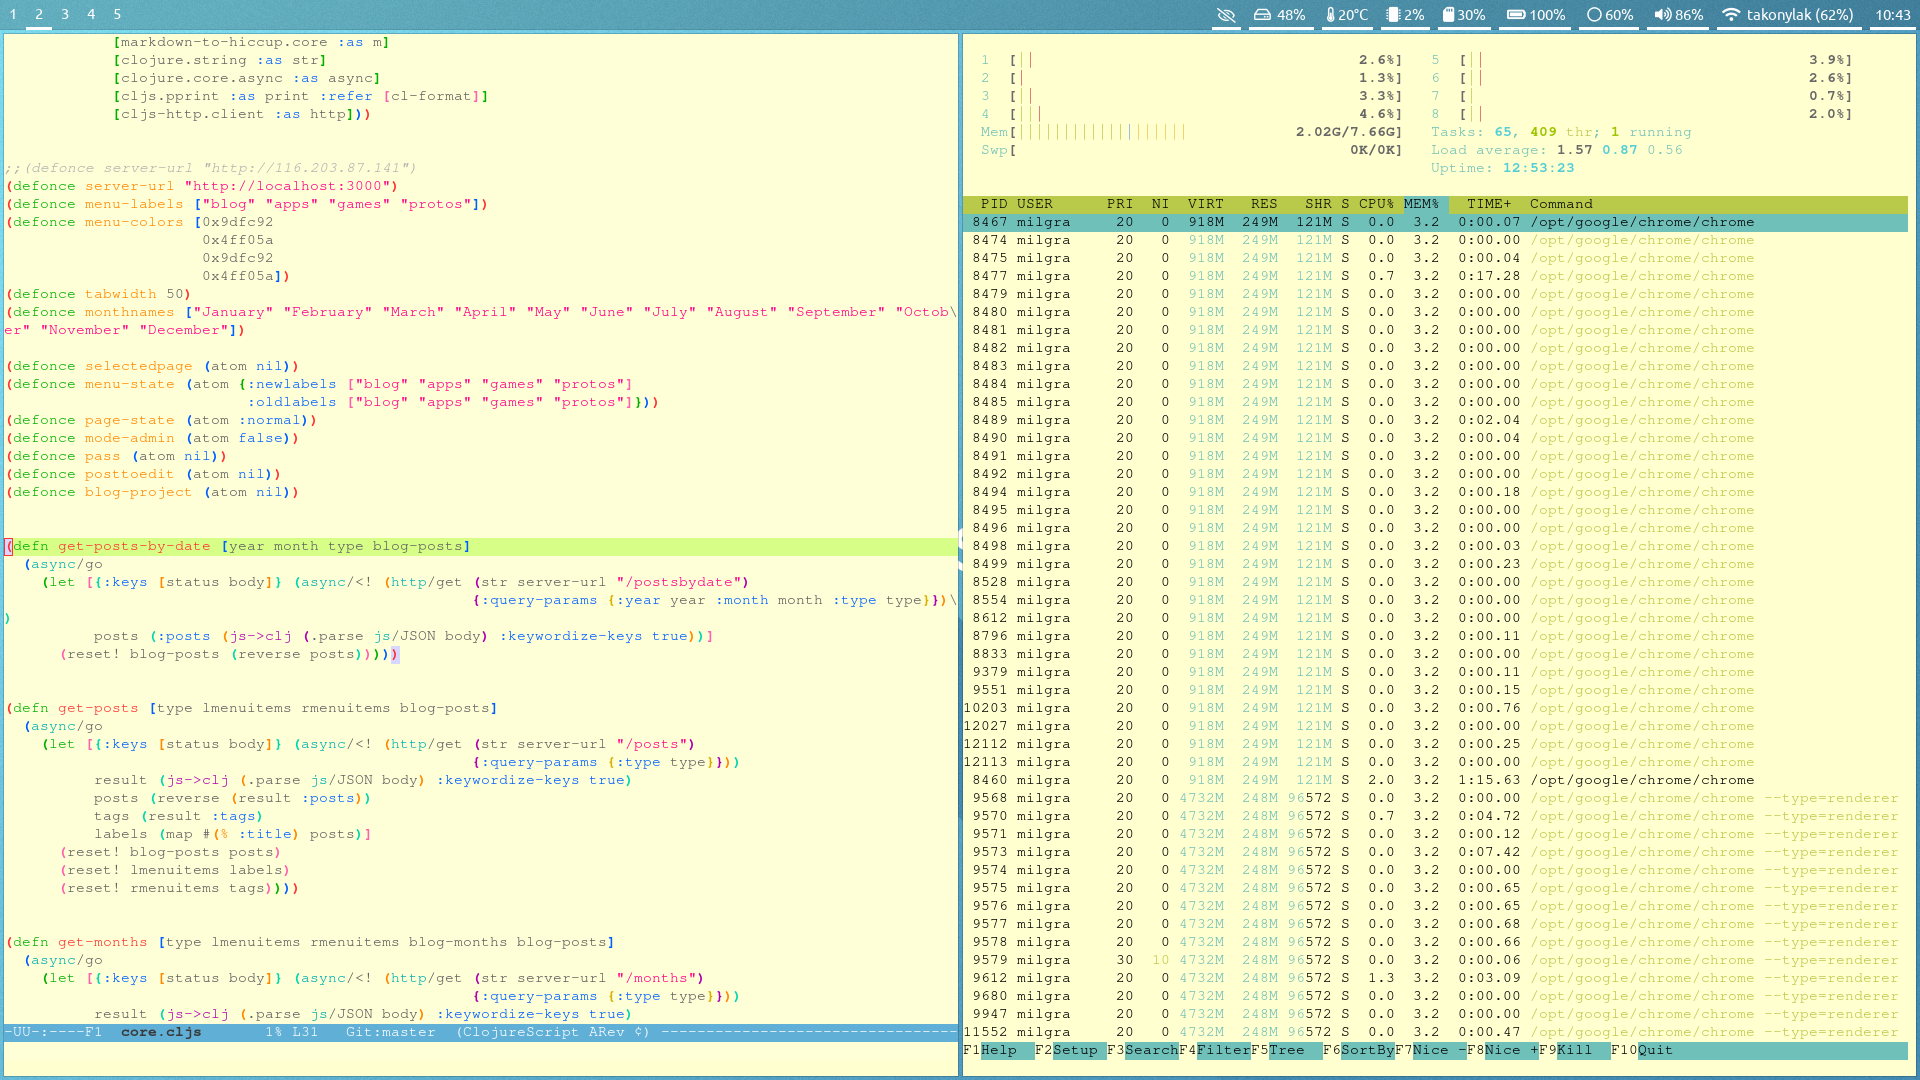 1 2 3 4 5 48% 20°C 2% 30% 100% 60% 86% takonylak (62%) 10:43
[markdown-to-hiccup.core :as m]
[clojure.string :as str]
[clojure.core.async :as async]
[cljs.pprint :as print :refer [cl-format]]
[cljs-http.client :as http]))
;;(defonce server-url "http://116.203.87.141")
(defonce server-url "http://localhost:3000")
(defonce menu-labels ["blog" "apps" "games" "protos"])
(defonce menu-colors [0x9dfc92
0x4ff05a
0x9dfc92
0x4ff05a])
(defonce tabwidth 50)
(defonce monthnames ["January" "February" "March" "April" "May" "June" "July" "August" "September" "Octob\
er" "November" "December"])
(defonce selectedpage (atom nil))
(defonce menu-state (atom {:newlabels ["blog" "apps" "games" "protos"]
:oldlabels ["blog" "apps" "games" "protos"]}))
(defonce page-state (atom :normal))
(defonce mode-admin (atom false))
(defonce pass (atom nil))
(defonce posttoedit (atom nil))
(defonce blog-project (atom nil))
(defn get-posts-by-date [year month type blog-posts]
(async/go
(let [{:keys [status body]} (async/<! (http/get (str server-url "/postsbydate")
{:query-params {:year year :month month :type type}})\
)
posts (:posts (js->clj (.parse js/JSON body) :keywordize-keys true))]
(reset! blog-posts (reverse posts)))))
(defn get-posts [type lmenuitems rmenuitems blog-posts]
(async/go
(let [{:keys [status body]} (async/<! (http/get (str server-url "/posts")
{:query-params {:type type}}))
result (js->clj (.parse js/JSON body) :keywordize-keys true)
posts (reverse (result :posts))
tags (result :tags)
labels (map #(% :title) posts)]
(reset! blog-posts posts)
(reset! lmenuitems labels)
(reset! rmenuitems tags))))
(defn get-months [type lmenuitems rmenuitems blog-months blog-posts]
(async/go
(let [{:keys [status body]} (async/<! (http/get (str server-url "/months")
{:query-params {:type type}}))
result (js->clj (.parse js/JSON body) :keywordize-keys true)
-UU-:----F1 core.cljs 1% L31 Git:master (ClojureScript ARev ¢) ---------------------------------
1 [|| 2.6%] 5 [|| 3.9%]
2 [| 1.3%] 6 [|| 2.6%]
3 [|| 3.3%] 7 [| 0.7%]
4 [||| 4.6%] 8 [|| 2.0%]
Mem[||||||||||||||||||| 2.02G/7.66G] Tasks: 65, 409 thr; 1 running
Swp[ 0K/0K] Load average: 1.57 0.87 0.56
Uptime: 12:53:23
PID USER PRI NI VIRT RES SHR S CPU% MEM% TIME+ Command
8467 milgra 20 0 918M 249M 121M S 0.0 3.2 0:00.07 /opt/google/chrome/chrome
8474 milgra 20 0 918M 249M 121M S 0.0 3.2 0:00.00 /opt/google/chrome/chrome
8475 milgra 20 0 918M 249M 121M S 0.0 3.2 0:00.04 /opt/google/chrome/chrome
8477 milgra 20 0 918M 249M 121M S 0.7 3.2 0:17.28 /opt/google/chrome/chrome
8479 milgra 20 0 918M 249M 121M S 0.0 3.2 0:00.00 /opt/google/chrome/chrome
8480 milgra 20 0 918M 249M 121M S 0.0 3.2 0:00.00 /opt/google/chrome/chrome
8481 milgra 20 0 918M 249M 121M S 0.0 3.2 0:00.00 /opt/google/chrome/chrome
8482 milgra 20 0 918M 249M 121M S 0.0 3.2 0:00.00 /opt/google/chrome/chrome
8483 milgra 20 0 918M 249M 121M S 0.0 3.2 0:00.00 /opt/google/chrome/chrome
8484 milgra 20 0 918M 249M 121M S 0.0 3.2 0:00.00 /opt/google/chrome/chrome
8485 milgra 20 0 918M 249M 121M S 0.0 3.2 0:00.00 /opt/google/chrome/chrome
8489 milgra 20 0 918M 249M 121M S 0.0 3.2 0:02.04 /opt/google/chrome/chrome
8490 milgra 20 0 918M 249M 121M S 0.0 3.2 0:00.04 /opt/google/chrome/chrome
8491 milgra 20 0 918M 249M 121M S 0.0 3.2 0:00.00 /opt/google/chrome/chrome
8492 milgra 20 0 918M 249M 121M S 0.0 3.2 0:00.00 /opt/google/chrome/chrome
8494 milgra 20 0 918M 249M 121M S 0.0 3.2 0:00.18 /opt/google/chrome/chrome
8495 milgra 20 0 918M 249M 121M S 0.0 3.2 0:00.00 /opt/google/chrome/chrome
8496 milgra 20 0 918M 249M 121M S 0.0 3.2 0:00.00 /opt/google/chrome/chrome
8498 milgra 20 0 918M 249M 121M S 0.0 3.2 0:00.03 /opt/google/chrome/chrome
8499 milgra 20 0 918M 249M 121M S 0.0 3.2 0:00.23 /opt/google/chrome/chrome
8528 milgra 20 0 918M 249M 121M S 0.0 3.2 0:00.00 /opt/google/chrome/chrome
8554 milgra 20 0 918M 249M 121M S 0.0 3.2 0:00.00 /opt/google/chrome/chrome
8612 milgra 20 0 918M 249M 121M S 0.0 3.2 0:00.00 /opt/google/chrome/chrome
8796 milgra 20 0 918M 249M 121M S 0.0 3.2 0:00.11 /opt/google/chrome/chrome
8833 milgra 20 0 918M 249M 121M S 0.0 3.2 0:00.00 /opt/google/chrome/chrome
9379 milgra 20 0 918M 249M 121M S 0.0 3.2 0:00.11 /opt/google/chrome/chrome
9551 milgra 20 0 918M 249M 121M S 0.0 3.2 0:00.15 /opt/google/chrome/chrome
10203 milgra 20 0 918M 249M 121M S 0.0 3.2 0:00.76 /opt/google/chrome/chrome
12027 milgra 20 0 918M 249M 121M S 0.0 3.2 0:00.00 /opt/google/chrome/chrome
12112 milgra 20 0 918M 249M 121M S 0.0 3.2 0:00.25 /opt/google/chrome/chrome
12113 milgra 20 0 918M 249M 121M S 0.0 3.2 0:00.00 /opt/google/chrome/chrome
8460 milgra 20 0 918M 249M 121M S 2.0 3.2 1:15.63 /opt/google/chrome/chrome
9568 milgra 20 0 4732M 248M 96572 S 0.0 3.2 0:00.00 /opt/google/chrome/chrome --type=renderer
9570 milgra 20 0 4732M 248M 96572 S 0.7 3.2 0:04.72 /opt/google/chrome/chrome --type=renderer
9571 milgra 20 0 4732M 248M 96572 S 0.0 3.2 0:00.12 /opt/google/chrome/chrome --type=renderer
9573 milgra 20 0 4732M 248M 96572 S 0.0 3.2 0:07.42 /opt/google/chrome/chrome --type=renderer
9574 milgra 20 0 4732M 248M 96572 S 0.0 3.2 0:00.00 /opt/google/chrome/chrome --type=renderer
9575 milgra 20 0 4732M 248M 96572 S 0.0 3.2 0:00.65 /opt/google/chrome/chrome --type=renderer
9576 milgra 20 0 4732M 248M 96572 S 0.0 3.2 0:00.65 /opt/google/chrome/chrome --type=renderer
9577 milgra 20 0 4732M 248M 96572 S 0.0 3.2 0:00.68 /opt/google/chrome/chrome --type=renderer
9578 milgra 20 0 4732M 248M 96572 S 0.0 3.2 0:00.66 /opt/google/chrome/chrome --type=renderer
9579 milgra 30 10 4732M 248M 96572 S 0.0 3.2 0:00.06 /opt/google/chrome/chrome --type=renderer
9612 milgra 20 0 4732M 248M 96572 S 1.3 3.2 0:03.09 /opt/google/chrome/chrome --type=renderer
9680 milgra 20 0 4732M 248M 96572 S 0.0 3.2 0:00.00 /opt/google/chrome/chrome --type=renderer
9947 milgra 20 0 4732M 248M 96572 S 0.0 3.2 0:00.00 /opt/google/chrome/chrome --type=renderer
11552 milgra 20 0 4732M 248M 96572 S 0.0 3.2 0:00.47 /opt/google/chrome/chrome --type=renderer
F1Help F2Setup F3SearchF4FilterF5Tree F6SortByF7Nice -F8Nice +F9Kill F10Quit